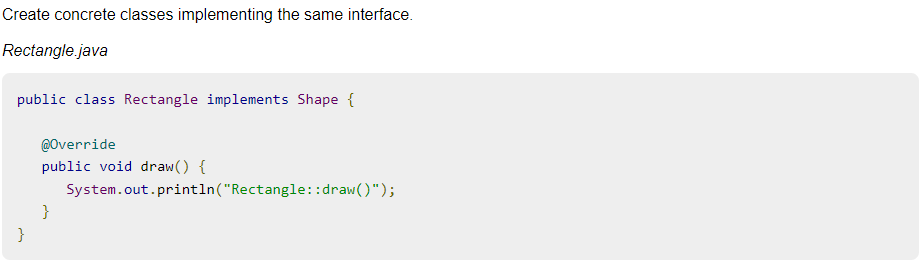 Create concrete classes implementing the same interface.
Rectangle.java
public class Rectangle implements Shape {
@Override
public void draw() {
System.out.println("Rectangle::draw()");
}
}